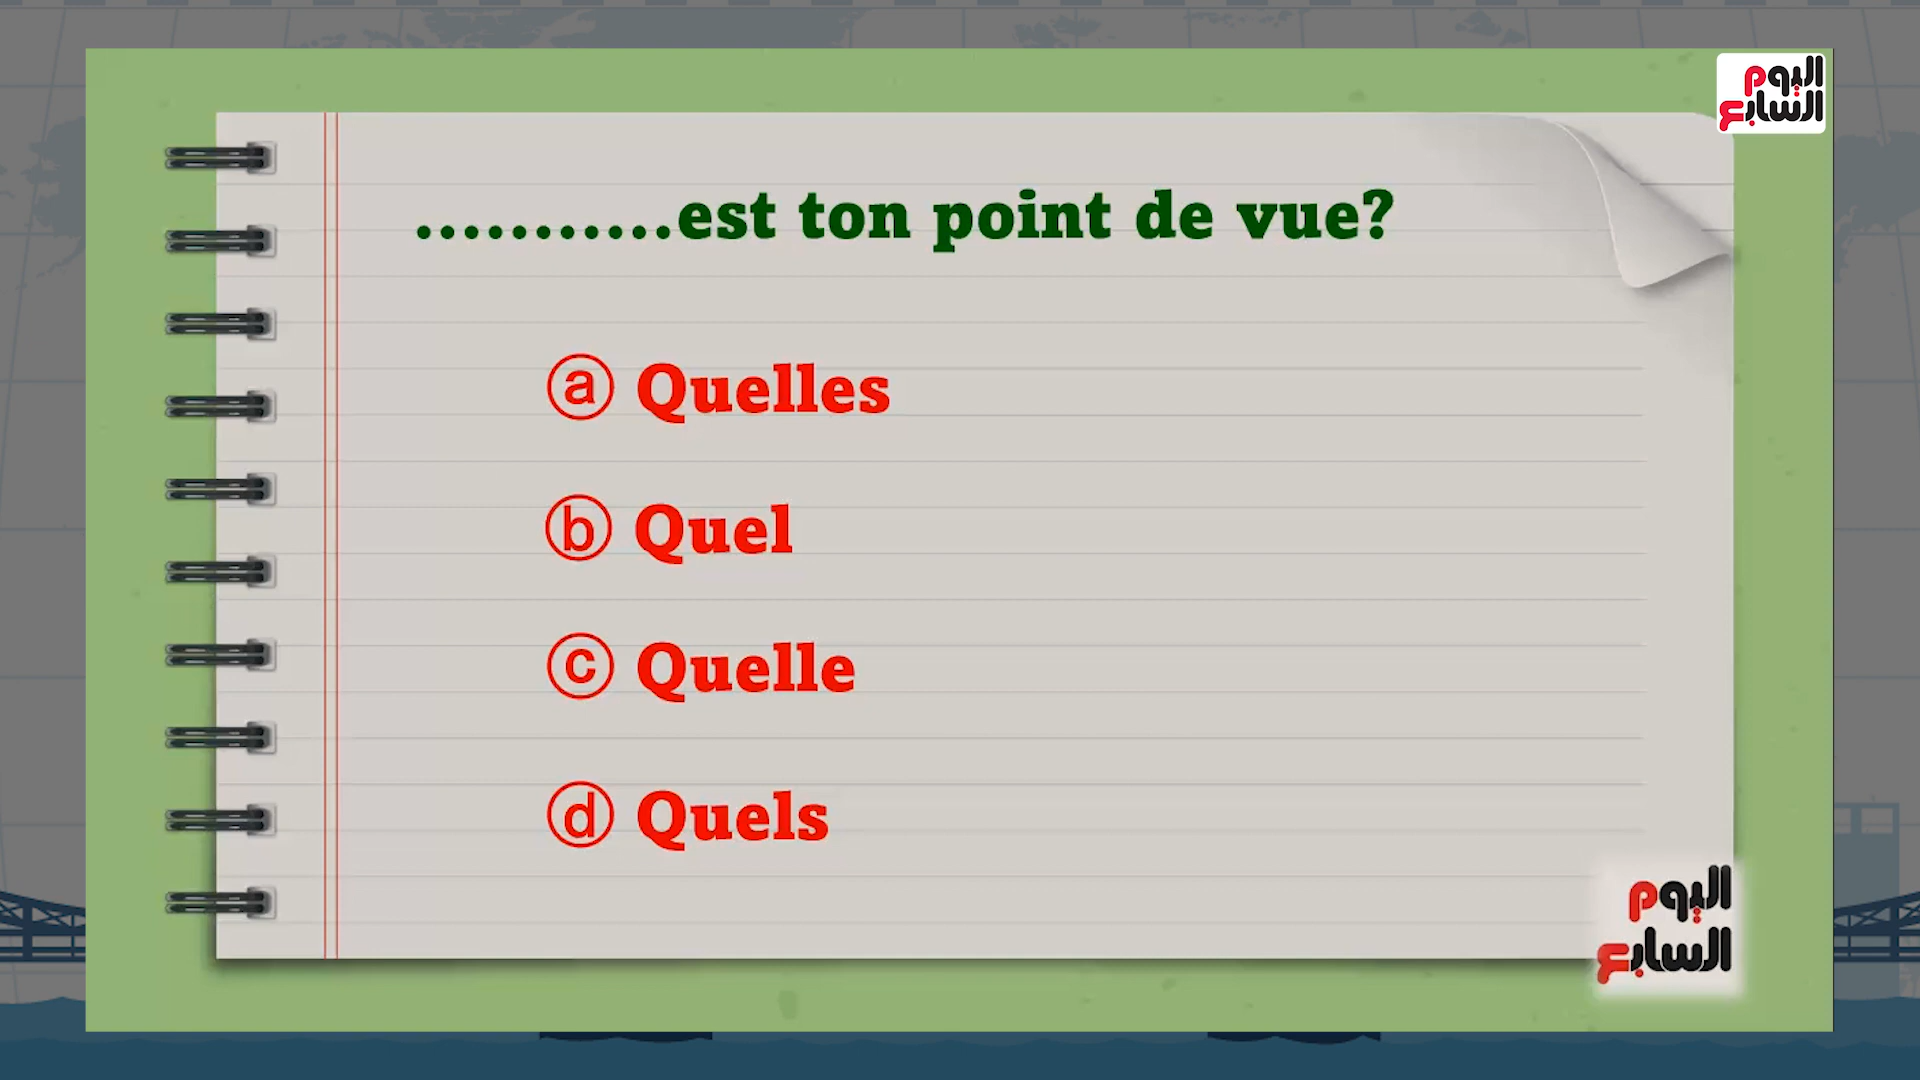 اليوم
السابع
...........est ton point de vue?
ⓐ Quelles
ⓑ Quel
ⓒ Quelle
ⓓ Quels
اليوم
السابع